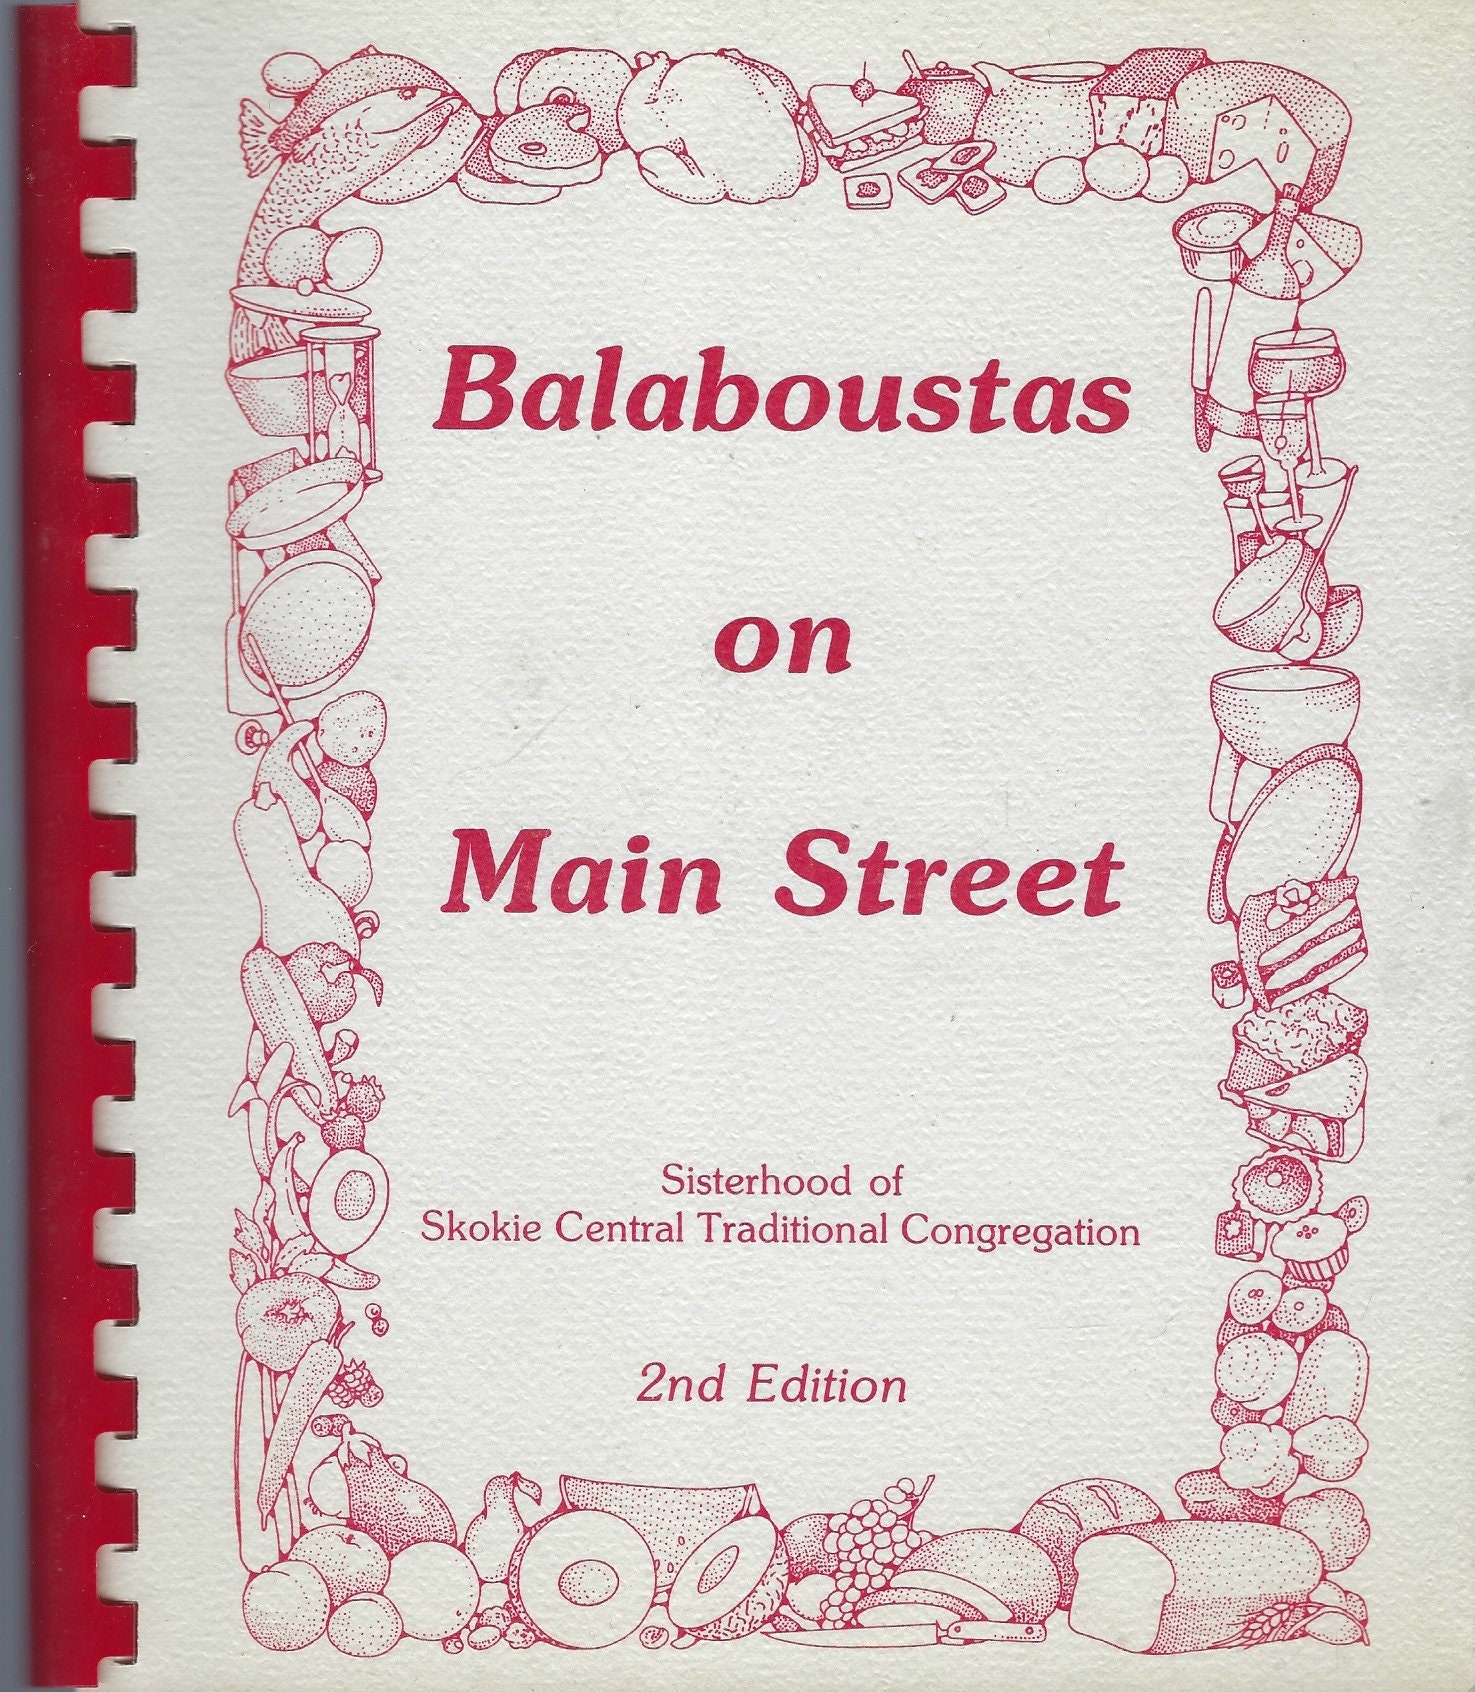 Balaboustas
on
Main Street
Sisterhood of
Skokie Central Traditional Congregation
2nd Edition